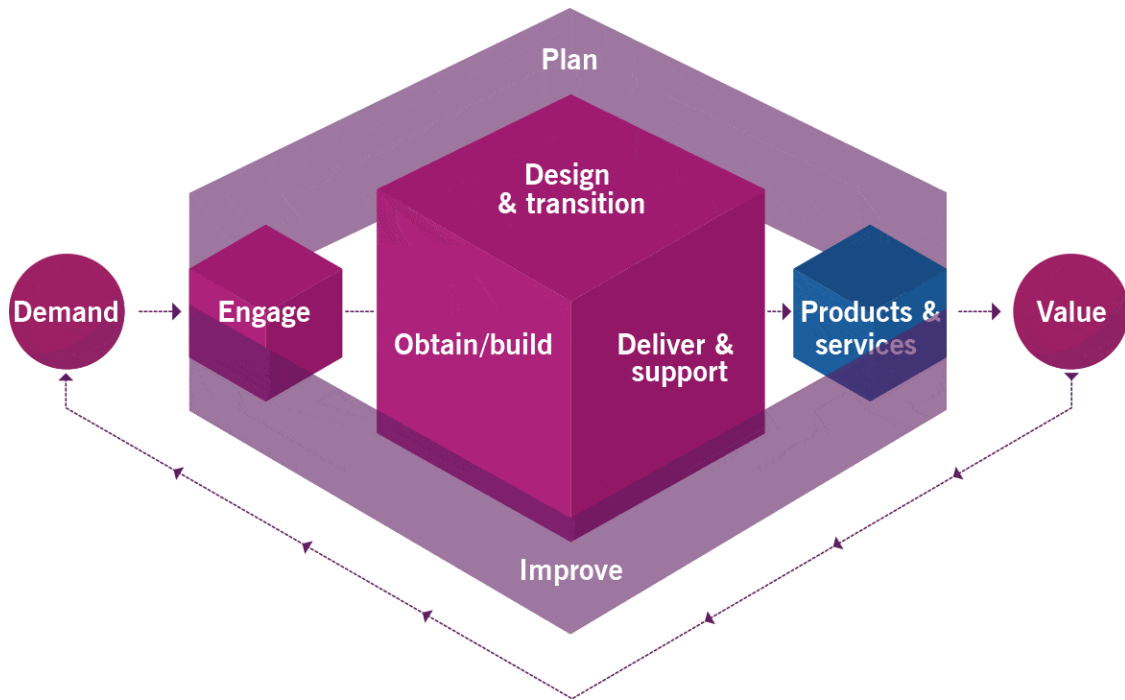 Plan
Design
& transition
Demand
Engage
Obtain/build
Deliver &
support
Products &
services
Value
Improve